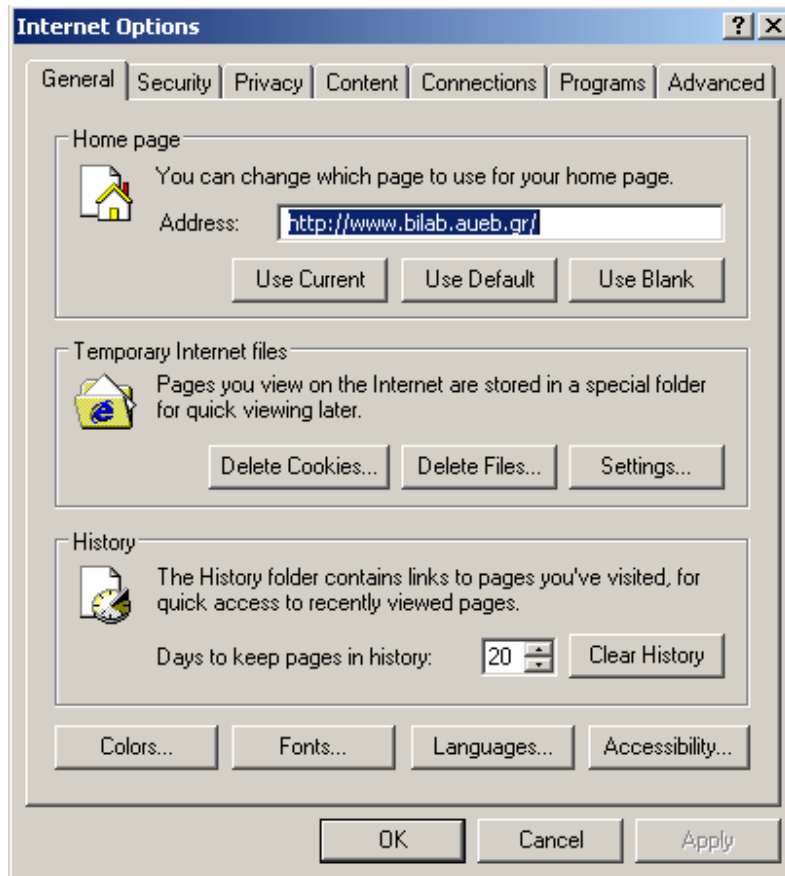 Internet Options
General Security Privacy Content Connections Programs Advanced
Home page
You can change which page to use for your home page.
Address: http://www.bilab.aueb.gr/
Use Current Use Default Use Blank
Temporary Internet files
Pages you view on the Internet are stored in a special folder
for quick viewing later.
Delete Cookies... Delete Files... Settings...
History
The History folder contains links to pages you've visited, for
quick access to recently viewed pages.
Days to keep pages in history: 20 Clear History
Colors... Fonts... Languages... Accessibility...
OK Cancel Apply